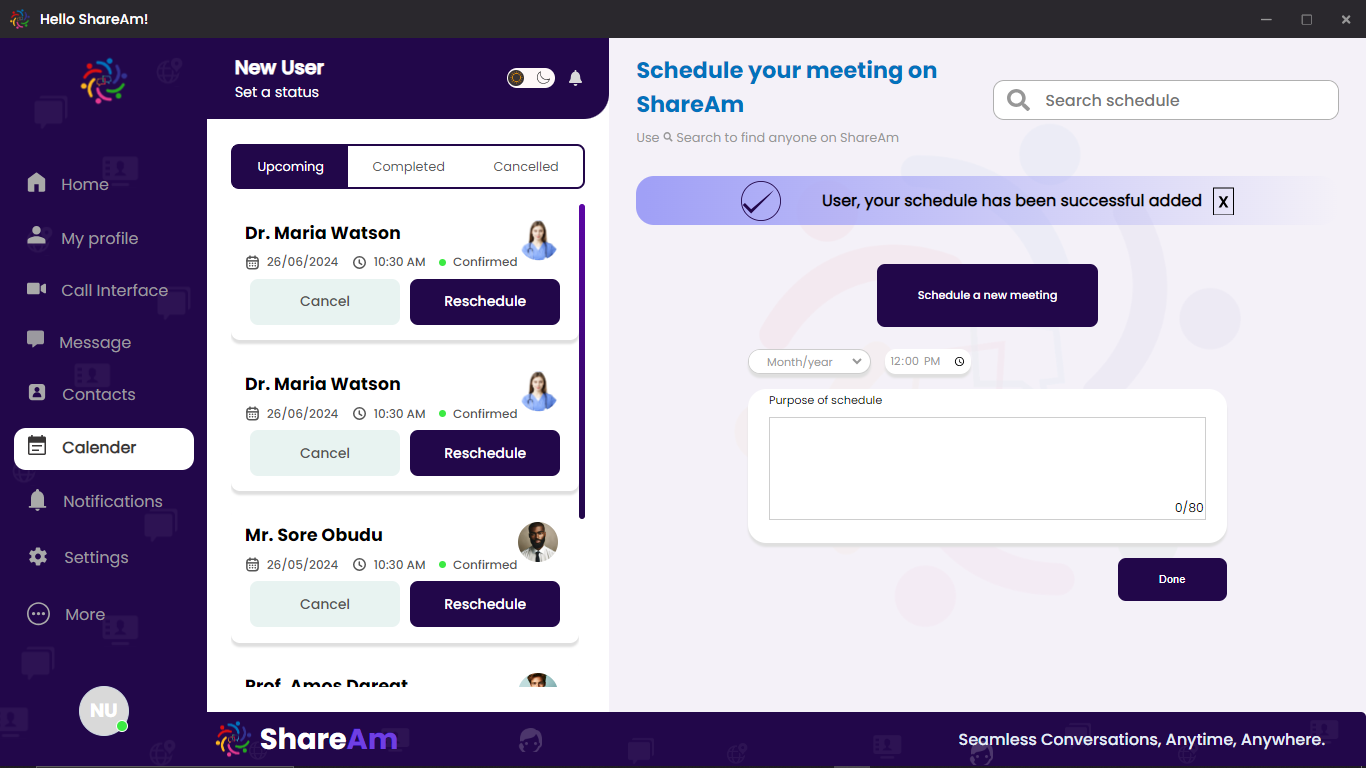 Hello ShareAm!
New User
Set a status
Home
My profile
Call Interface
Message
Contacts
Calender
Notifications
Settings
More
NU
Upcoming Completed Cancelled
Dr. Maria Watson
26/06/2024 10:30 AM Confirmed
Cancel Reschedule
Dr. Maria Watson
26/06/2024 10:30 AM Confirmed
Cancel Reschedule
Mr. Sore Obudu
26/05/2024 10:30 AM Confirmed
Cancel Reschedule
Prof. Amos Dareat
Schedule your meeting on
ShareAm
Use Search to find anyone on ShareAm
Search schedule
User, your schedule has been successful added X
Schedule a new meeting
Month/year 12:00 PM
Purpose of schedule
0/80
Done
ShareAm
Seamless Conversations, Anytime, Anywhere.